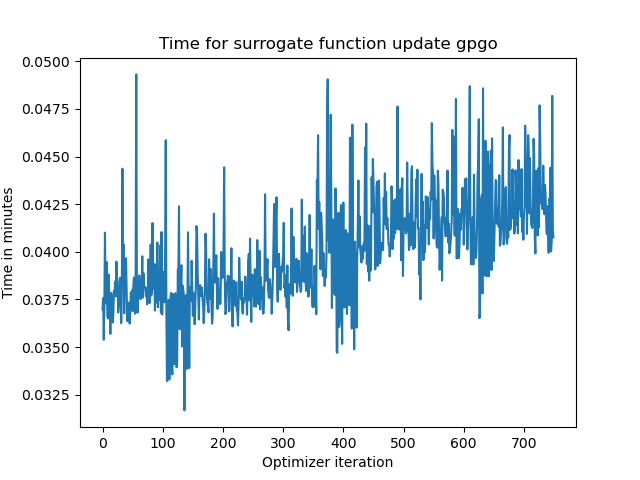 Time for surrogate function update gpgo
0.0500
0.0475
0.0450
0.0425
0.0400
0.0375
0.0350
0.0325
Time in minutes
0 100 200 300 400 500 600 700
Optimizer iteration